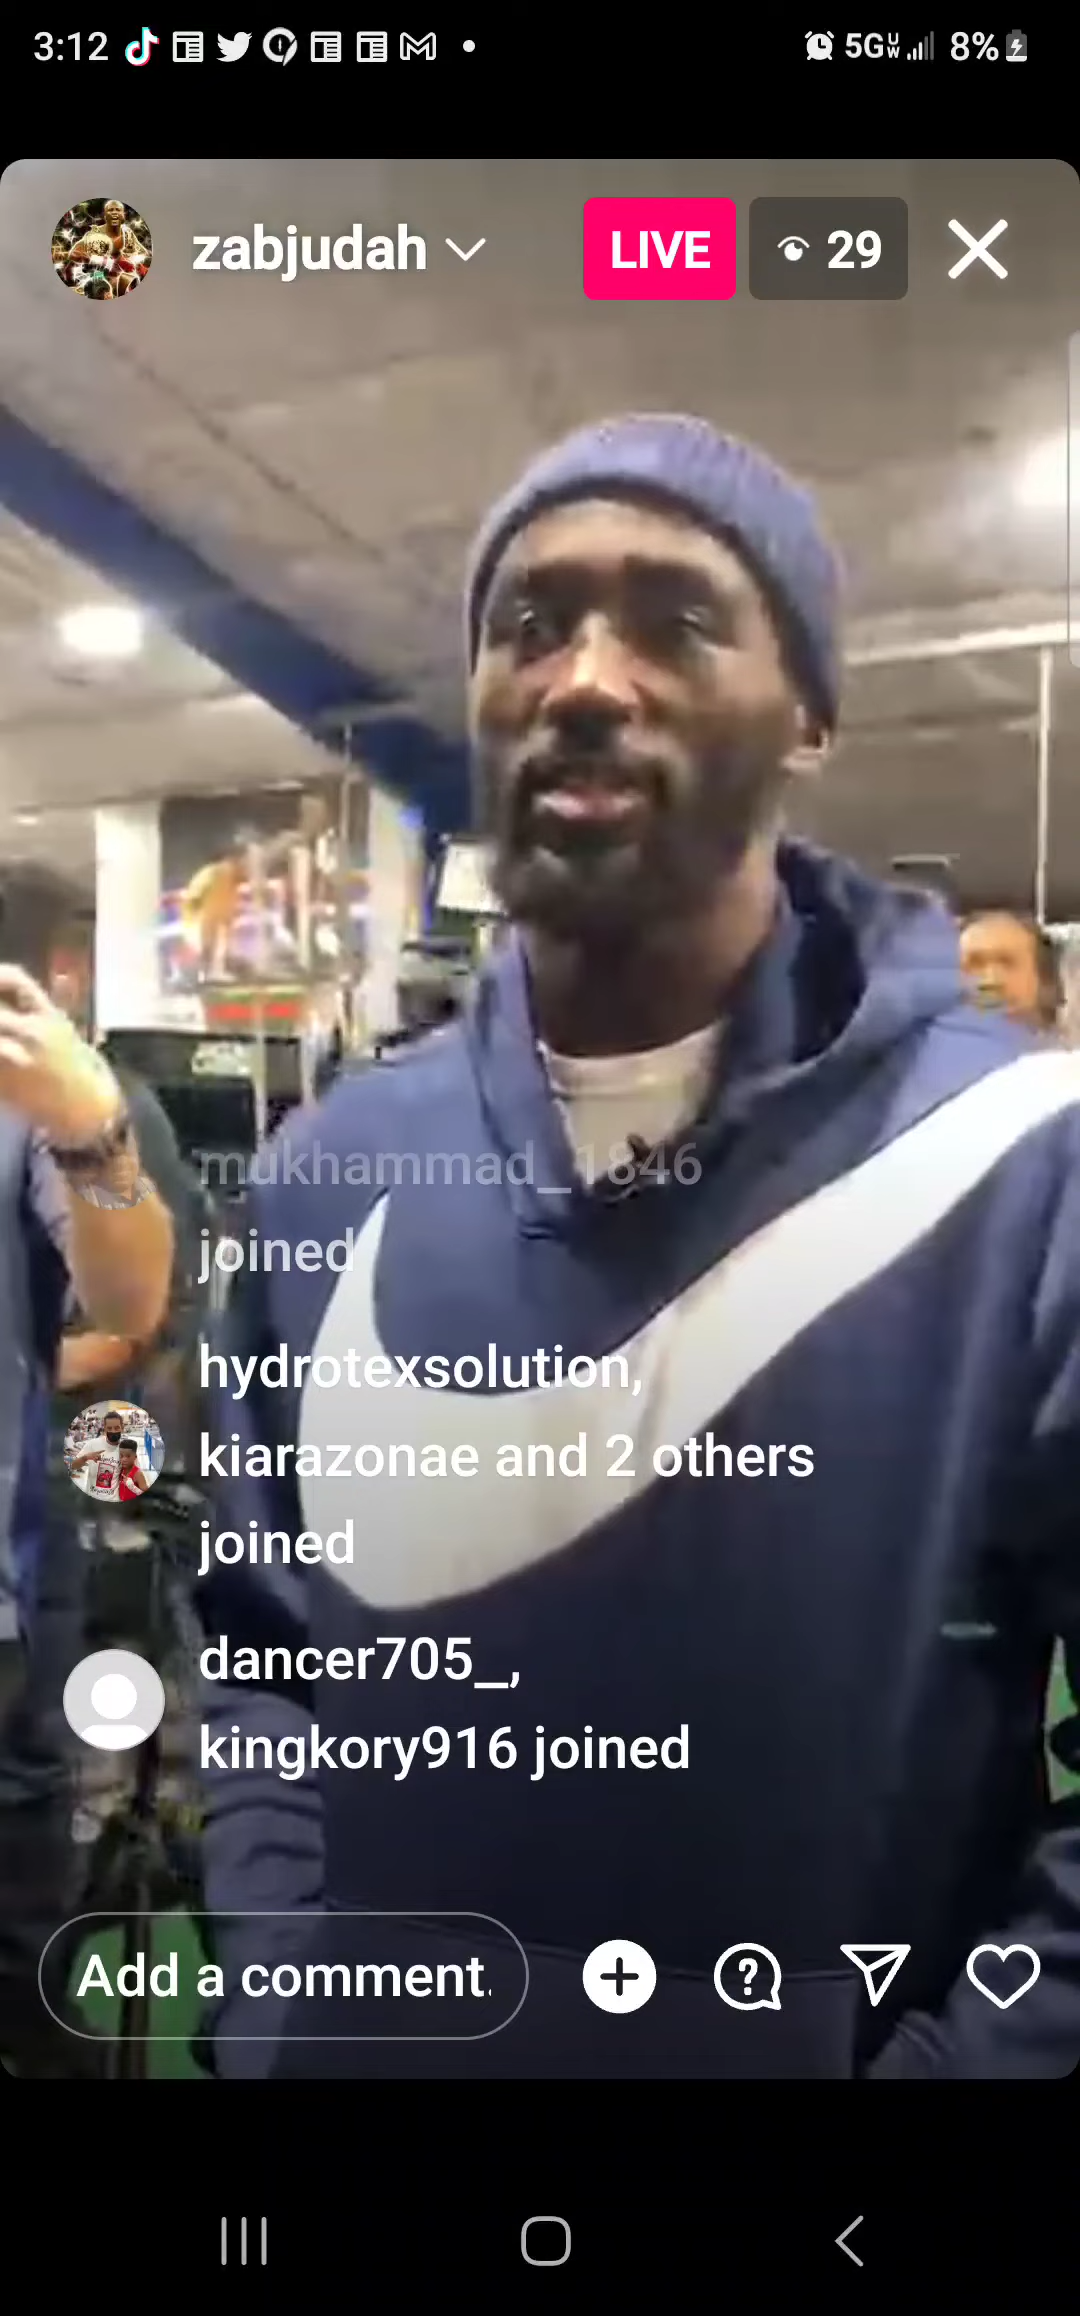 3:12
5G UW 8%
zabjudah
LIVE
29
mukhammad_1846
joined
hydrotexsolution,
kiarazonae and 2 others
joined
dancer705_,
kingkory916 joined
Add a comment.